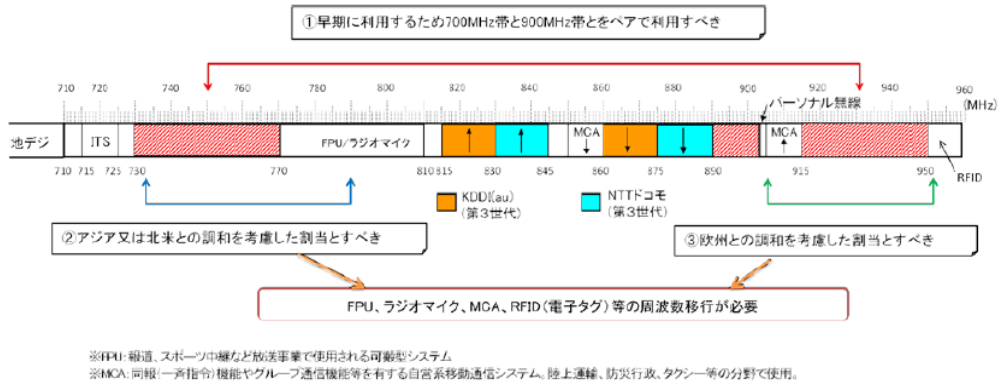 ①早期に利用するため700MHz帯と900MHz帯とをペアで利用すべき
710 720 740 760 780 800 820 840 860 880 900 920 940 960 (MHz)
パーソナル無線
地デジ ITS FPU/ラジオマイク MCA MCA
RFID
710 715 725 730 770 810 815 830 845 860 875 890 915 950
KDDI(au)
(第3世代)
NTTドコモ
(第3世代)
②アジア又は北米との調和を考慮した割当とすべき
③欧州との調和を考慮した割当とすべき
FPU、ラジオマイク、MCA、RFID(電子タグ)等の周波数移行が必要
※FPU:報道、スポーツ中継など放送事業で使用される可搬型システム
※MCA:同報(一斉指令)機能やグループ通信機能等を有する自営系移動通信システム。陸上運輸、防災行政、タクシー等の分野で使用。